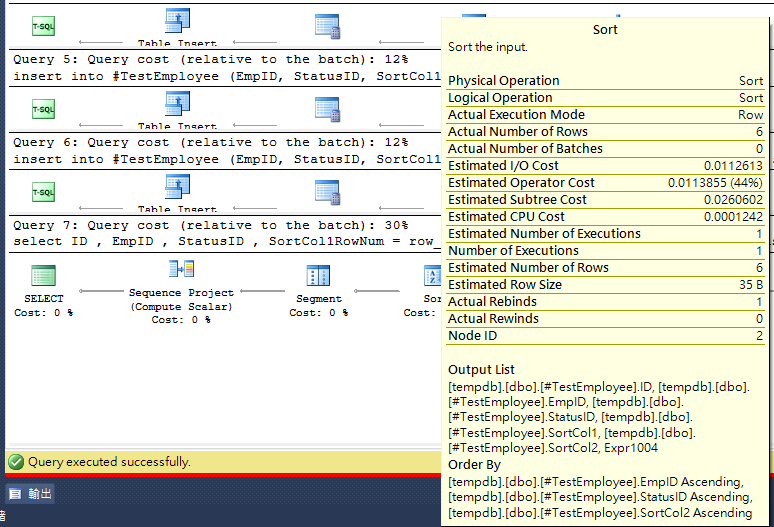 T-SQL
Table Insert
Query 5: Query cost (relative to the batch): 12%
insert into #TestEmployee (EmpID, StatusID, SortCol1
T-SQL
Table Insert
Query 6: Query cost (relative to the batch): 12%
insert into #TestEmployee (EmpID, StatusID, SortCol1
T-SQL
Table Insert
Query 7: Query cost (relative to the batch): 30%
select ID , EmpID , StatusID , SortCol1RowNum = row_
SELECT
Cost: 0 %
Sequence Project
(Compute Scalar)
Cost: 0 %
Segment
Cost: 0 %
Sor
Cost:
Sort
Sort the input.
Physical Operation Sort
Logical Operation Sort
Actual Execution Mode Row
Actual Number of Rows 6
Actual Number of Batches 0
Estimated I/O Cost 0.0112613
Estimated Operator Cost 0.0113855 (44%)
Estimated Subtree Cost 0.0260602
Estimated CPU Cost 0.0001242
Estimated Number of Executions 1
Number of Executions 1
Estimated Number of Rows 6
Estimated Row Size 35 B
Actual Rebinds 1
Actual Rewinds 0
Node ID 2
Output List
[tempdb].[dbo].[#TestEmployee].ID, [tempdb].[dbo].
[#TestEmployee].EmpID, [tempdb].[dbo].
[#TestEmployee].StatusID, [tempdb].[dbo].
[#TestEmployee].SortCol1, [tempdb].[dbo].
[#TestEmployee].SortCol2, Expr1004
Order By
[tempdb].[dbo].[#TestEmployee].EmpID Ascending,
[tempdb].[dbo].[#TestEmployee].StatusID Ascending,
[tempdb].[dbo].[#TestEmployee].SortCol2 Ascending
Query executed successfully.
輸出